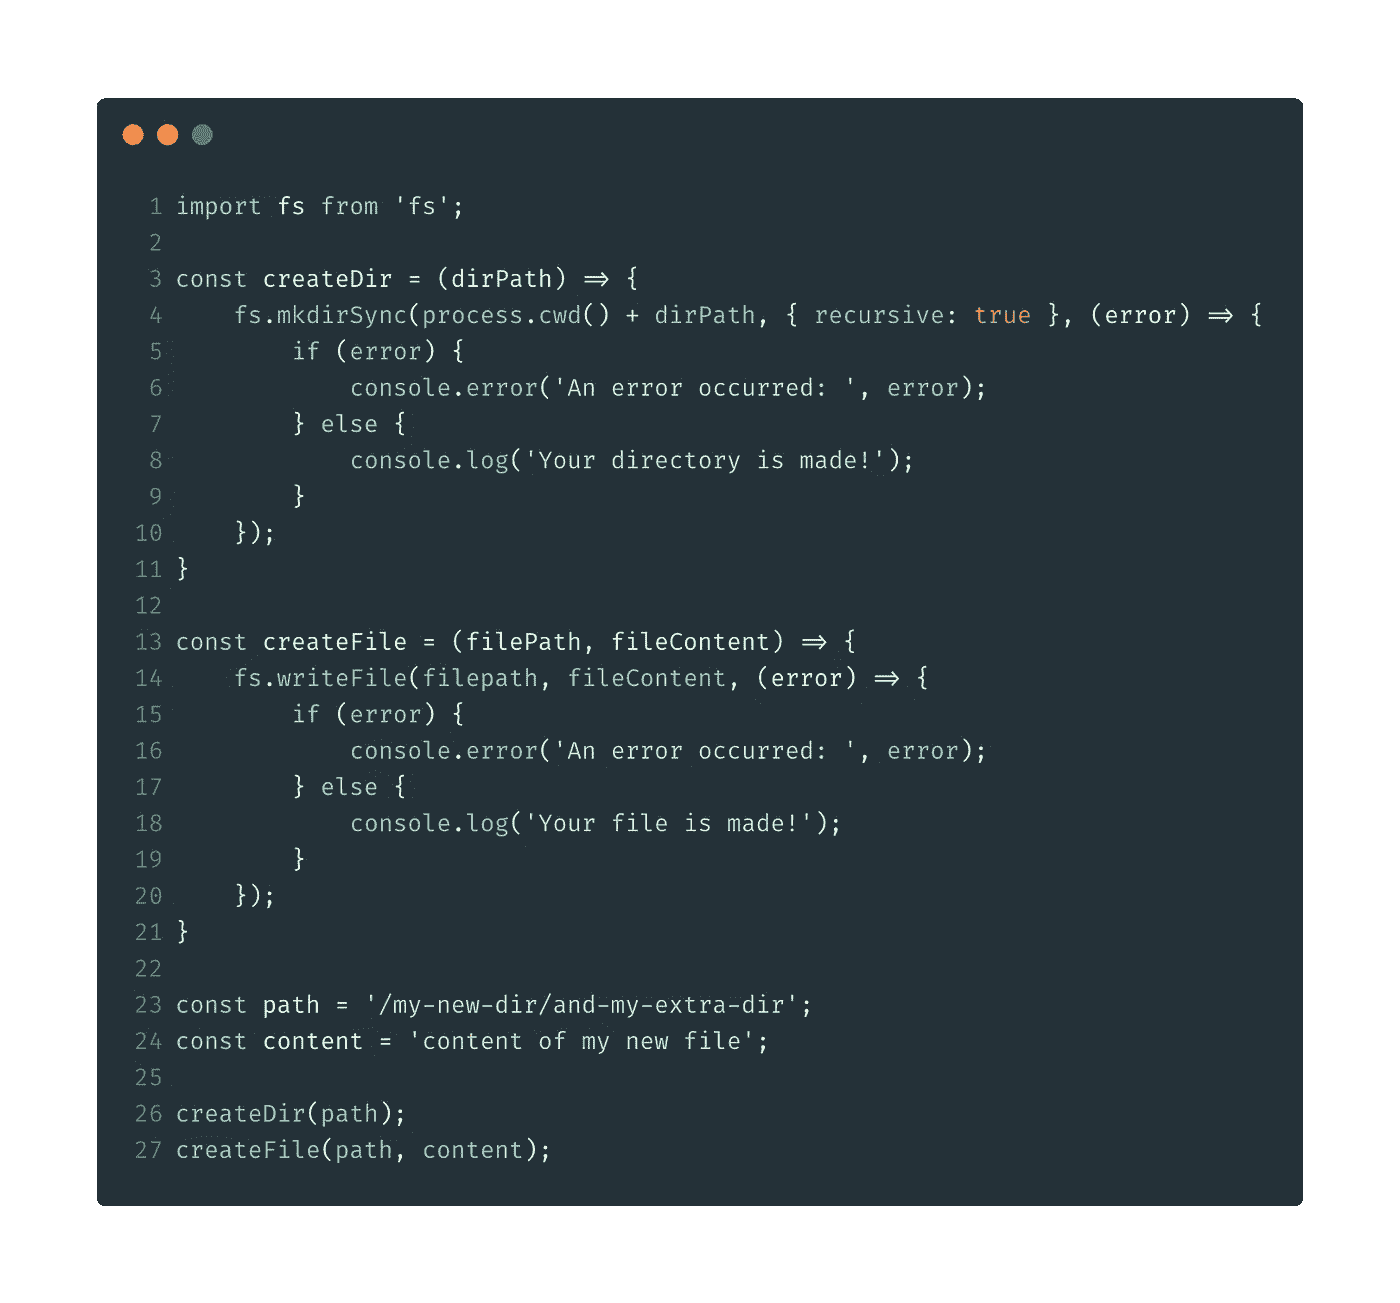 1 import fs from 'fs';
2
3 const createDir = (dirPath) => {
4     fs.mkdirSync(process.cwd() + dirPath, { recursive: true }, (error) => {
5         if (error) {
6             console.error('An error occurred: ', error);
7         } else {
8             console.log('Your directory is made!');
9         }
10     });
11 }
12
13 const createFile = (filePath, fileContent) => {
14     fs.writeFile(filepath, fileContent, (error) => {
15         if (error) {
16             console.error('An error occurred: ', error);
17         } else {
18             console.log('Your file is made!');
19         }
20     });
21 }
22
23 const path = '/my-new-dir/and-my-extra-dir';
24 const content = 'content of my new file';
25
26 createDir(path);
27 createFile(path, content);